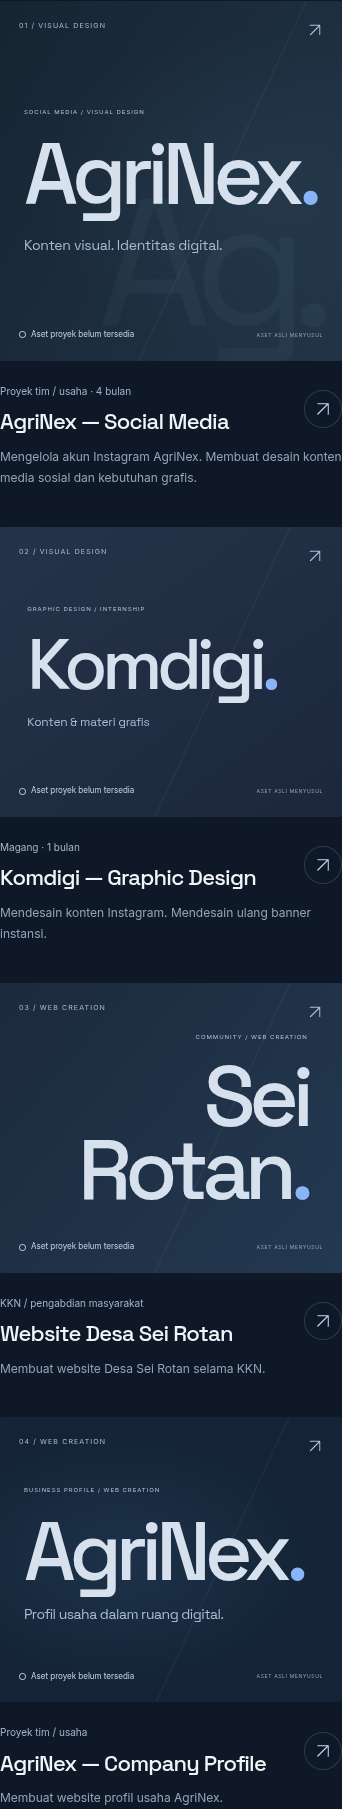 01 / VISUAL DESIGN
SOCIAL MEDIA / VISUAL DESIGN
AgriNex.
Ag.
Konten visual. Identitas digital.
Aset proyek belum tersedia
ASET ASLI MENYUSUL
Proyek tim / usaha · 4 bulan
AgriNex — Social Media
Mengelola akun Instagram AgriNex. Membuat desain konten
media sosial dan kebutuhan grafis.
02 / VISUAL DESIGN
GRAPHIC DESIGN / INTERNSHIP
Komdigi.
Konten & materi grafis
Aset proyek belum tersedia
ASET ASLI MENYUSUL
Magang · 1 bulan
Komdigi — Graphic Design
Mendesain konten Instagram. Mendesain ulang banner
instansi.
03 / WEB CREATION
COMMUNITY / WEB CREATION
Sei
Rotan.
Aset proyek belum tersedia
ASET ASLI MENYUSUL
KKN / pengabdian masyarakat
Website Desa Sei Rotan
Membuat website Desa Sei Rotan selama KKN.
04 / WEB CREATION
BUSINESS PROFILE / WEB CREATION
AgriNex.
Profil usaha dalam ruang digital.
Aset proyek belum tersedia
ASET ASLI MENYUSUL
Proyek tim / usaha
AgriNex — Company Profile
Membuat website profil usaha AgriNex.